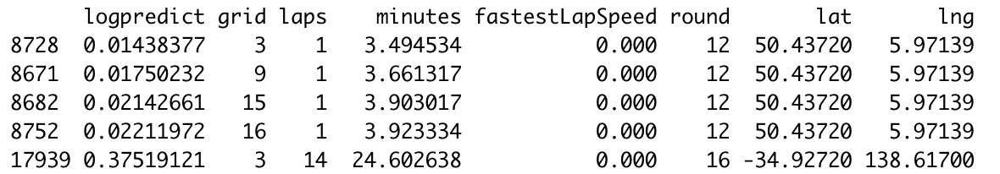 logpredict grid laps minutes fastestLapSpeed round lat lng
8728 0.01438377 3 1 3.494534 0.000 12 50.43720 5.97139
8671 0.01750232 9 1 3.661317 0.000 12 50.43720 5.97139
8682 0.02142661 15 1 3.903017 0.000 12 50.43720 5.97139
8752 0.02211972 16 1 3.923334 0.000 12 50.43720 5.97139
17939 0.37519121 3 14 24.602638 0.000 16 -34.92720 138.61700